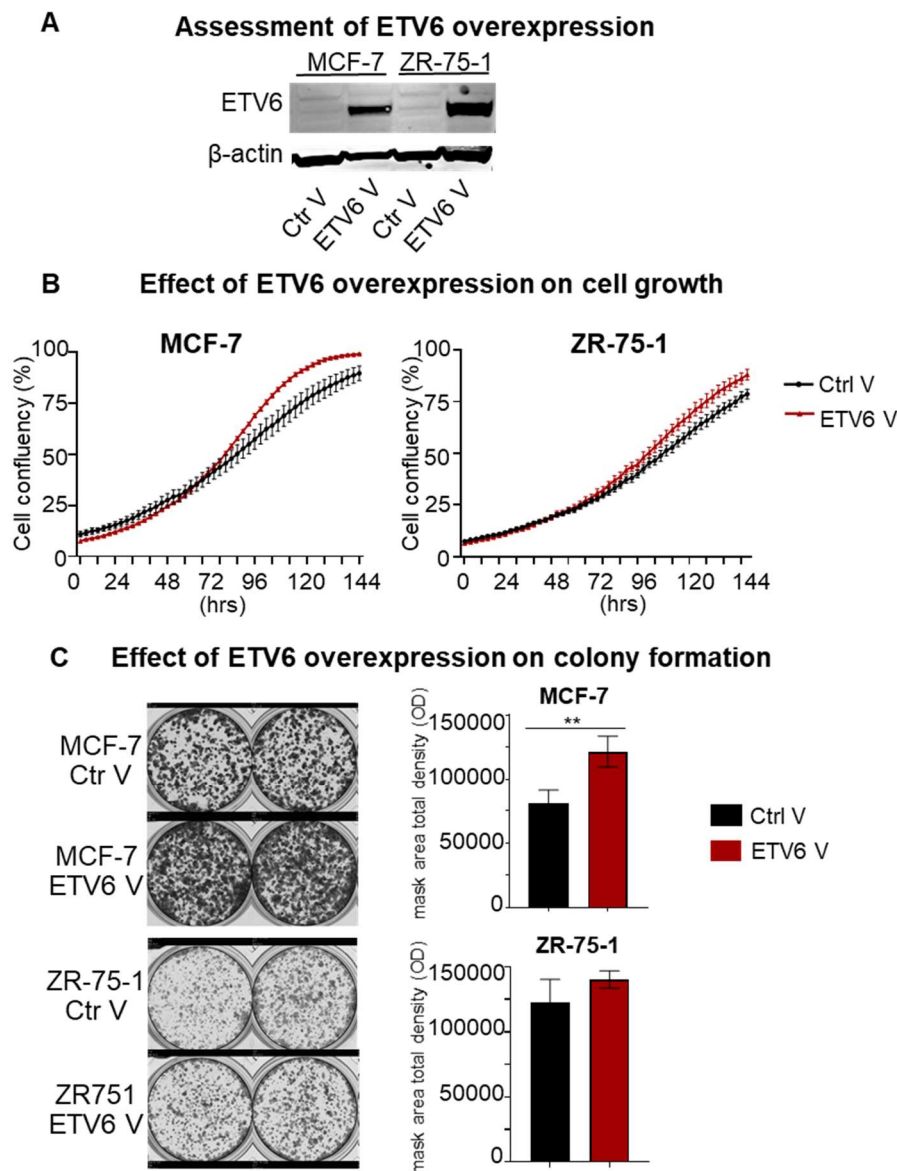 A
Assessment of ETV6 overexpression
MCF-7 ZR-75-1
ETV6
β-actin
Ctr V
ETV6 V
Ctr V
ETV6 V
B
Effect of ETV6 overexpression on cell growth
MCF-7
Cell confluency (%)
100
75
50
25
0
0 24 48 72 96 120 144
(hrs)
ZR-75-1
Cell confluency (%)
100
75
50
25
0
0 24 48 72 96 120 144
(hrs)
Ctrl V
ETV6 V
C
Effect of ETV6 overexpression on colony formation
MCF-7
Ctr V
MCF-7
ETV6 V
ZR-75-1
Ctr V
ZR751
ETV6 V
MCF-7
mask area total density (OD)
150000
100000
50000
0
**
Ctrl V
ETV6 V
ZR-75-1
mask area total density (OD)
150000
100000
50000
0